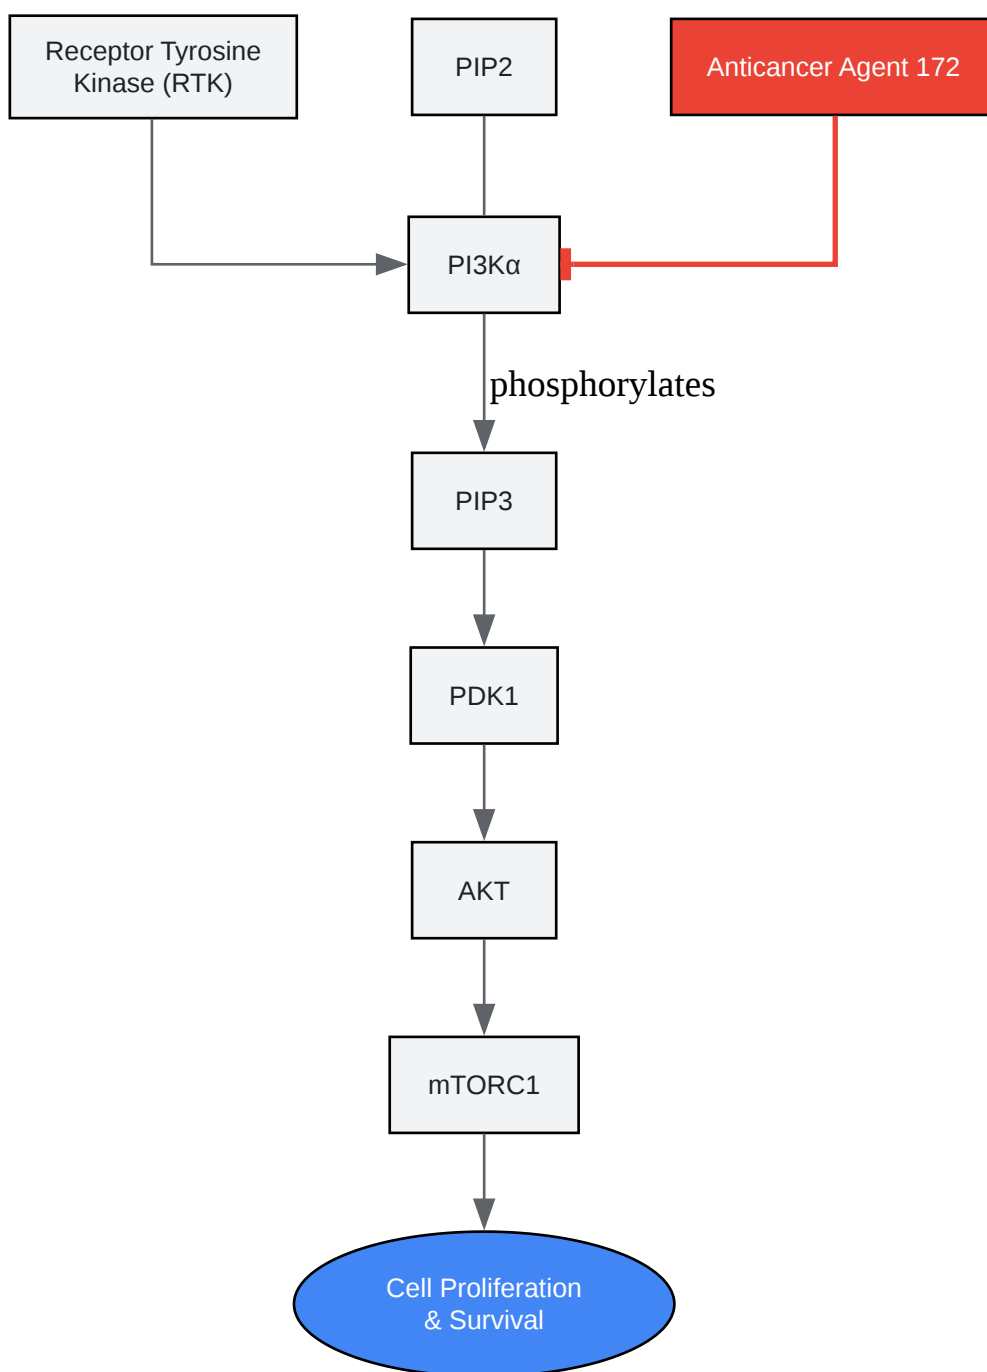 Receptor Tyrosine
Kinase (RTK)
PIP2
Anticancer Agent 172
PI3Kα
phosphorylates
PIP3
PDK1
AKT
mTORC1
Cell Proliferation
& Survival